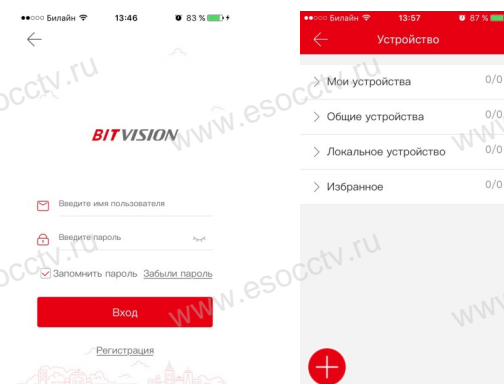 ●●○○○ Билайн 13:46 83 %
BITVISION
Введите имя пользователя
Введите пароль
Запомнить пароль Забыли пароль
Вход
Регистрация
●●○○○ Билайн 13:57 87 %
Устройство
Мои устройства 0/0
Общие устройства 0/0
Локальное устройство 0/0
Избранное 0/0
www.esocctv.ru
www.esocctv.ru